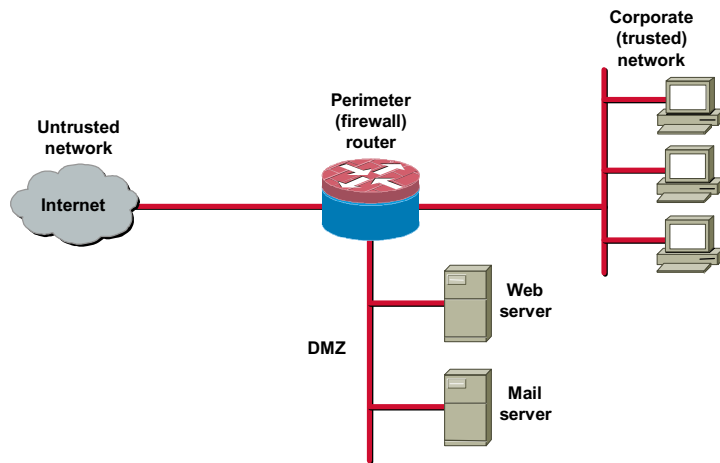 Corporate
(trusted)
network
Perimeter
(firewall)
router
Untrusted
network
Internet
Web
server
DMZ
Mail
server